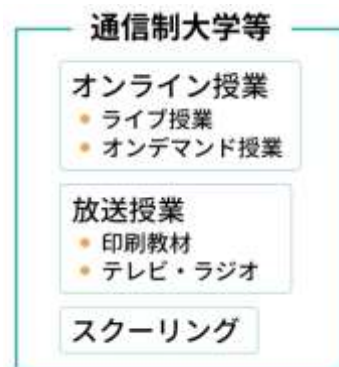 通信制大学等
オンライン授業
• ライブ授業
• オンデマンド授業
放送授業
• 印刷教材
• テレビ・ラジオ
スクーリング